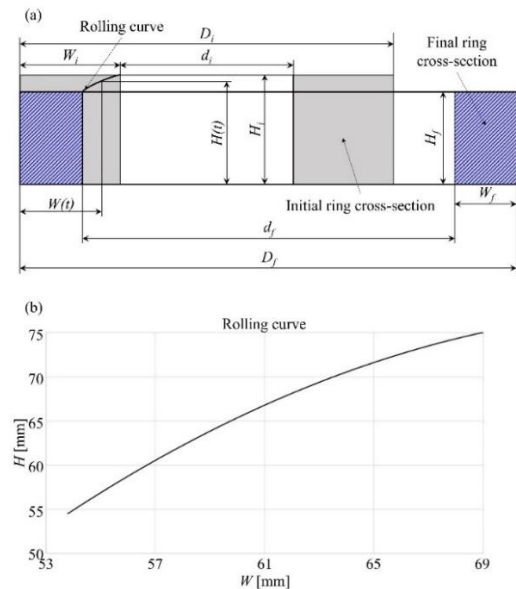 (a)
Rolling curve
D_i
Final ring
cross-section
W_i
d_i
H(t)
H_i
H_f
W(t)
Initial ring cross-section
W_f
d_f
D_f
(b)
Rolling curve
75
70
65
60
55
50
H [mm]
53
57
61
65
69
W [mm]